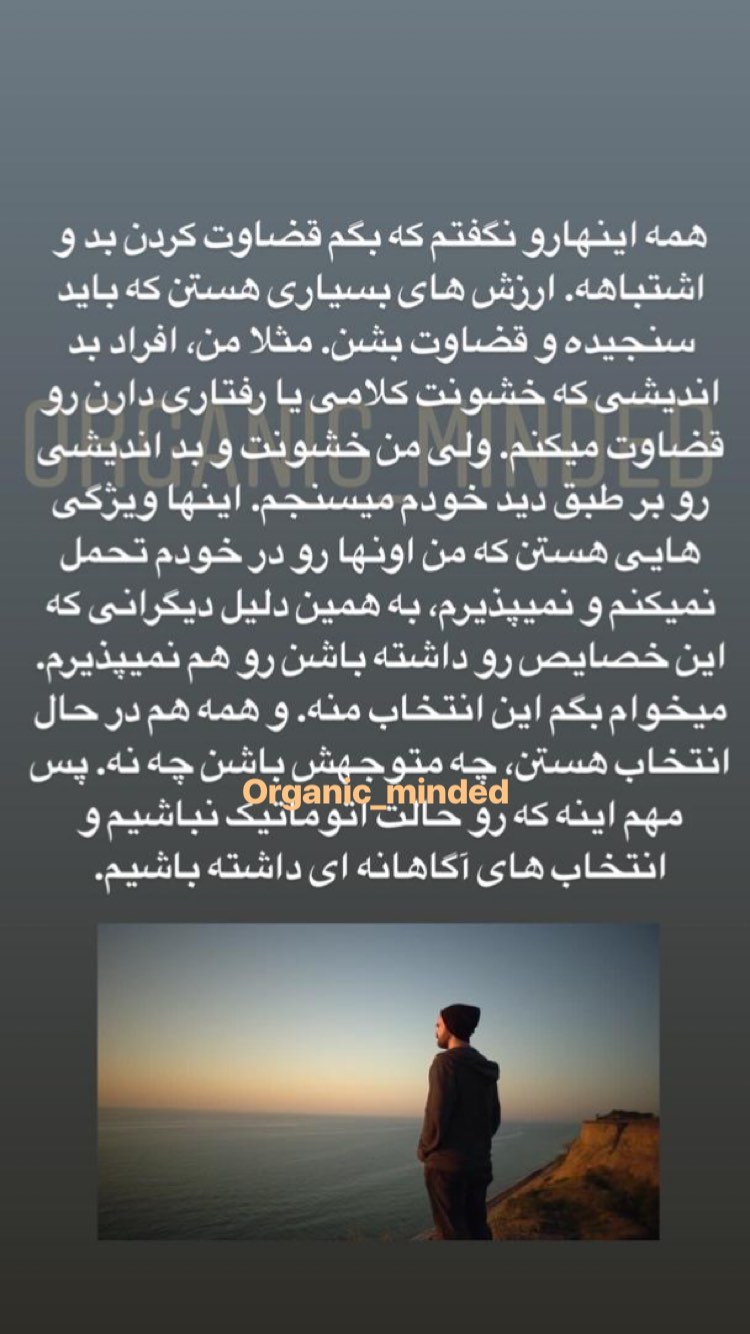 همه اینهارو نگفتم که بگم قضاوت کردن بد و
اشتباهه. ارزش های بسیاری هستن که باید
سنجیده و قضاوت بشن. مثلا من، افراد بد
اندیشی که خشونت کلامی یا رفتاری دارن رو
ORGANIC_MINDED
قضاوت میکنم. ولی من خشونت و بد اندیشی
رو بر طبق دید خودم میسنجم. اینها ویژگی
هایی هستن که من اونها رو در خودم تحمل
نمیکنم و نمیپذیرم، به همین دلیل دیگرانی که
این خصایص رو داشته باشن رو هم نمیپذیرم.
میخوام بگم این انتخاب منه. و همه هم در حال
انتخاب هستن، چه متوجهش باشن چه نه. پس
Organic_minded
مهم اینه که رو حالت اتوماتیک نباشیم و
انتخاب های آگاهانه ای داشته باشیم.